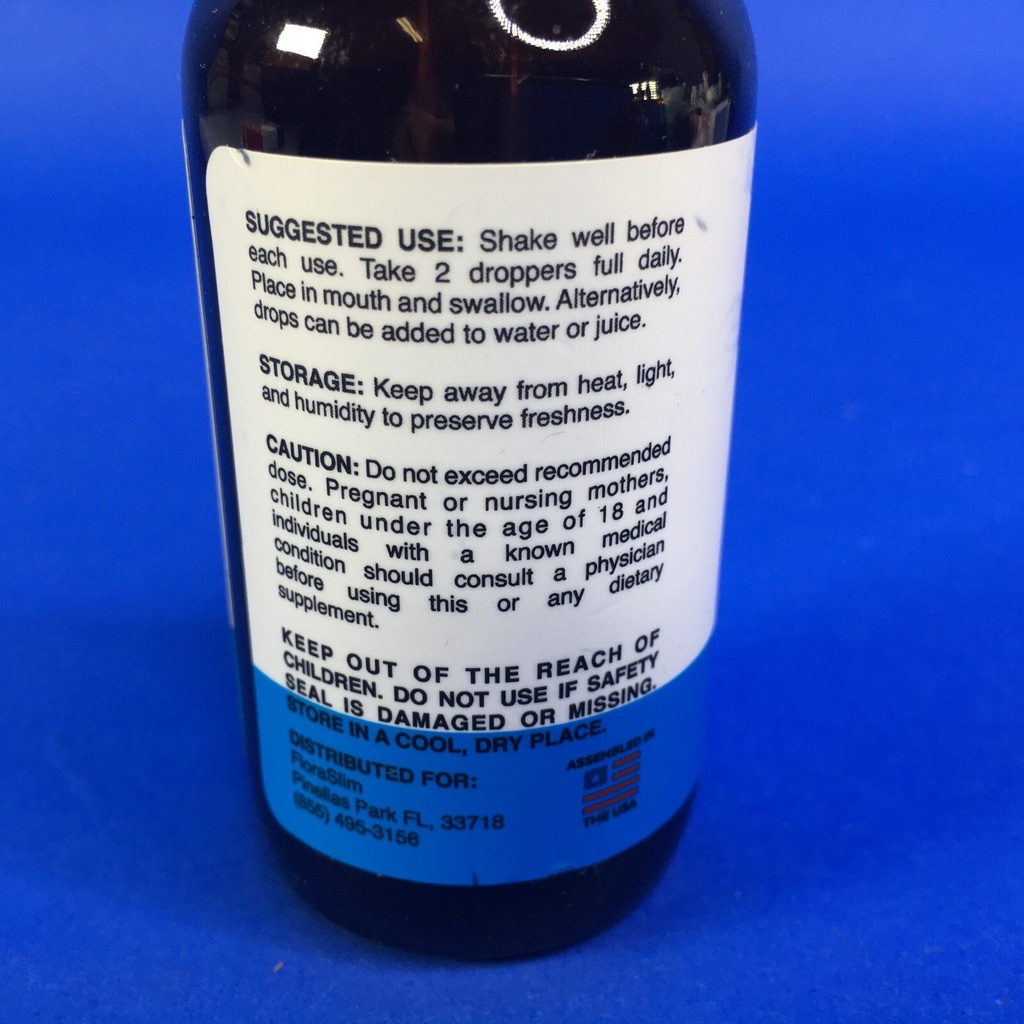 SUGGESTED USE: Shake well before
each use. Take 2 droppers full daily.
Place in mouth and swallow. Alternatively,
drops can be added to water or juice.
STORAGE: Keep away from heat, light,
and humidity to preserve freshness.
CAUTION: Do not exceed recommended
dose. Pregnant or nursing mothers,
children under the age of 18 and
individuals with a known medical
condition should consult a physician
before using this or any dietary
supplement.
KEEP OUT OF THE REACH OF
CHILDREN. DO NOT USE IF SAFETY
SEAL IS DAMAGED OR MISSING.
STORE IN A COOL, DRY PLACE.
DISTRIBUTED FOR:
FloraSlim
Pinellas Park FL, 33718
(855) 495-3156
ASSEMBLED IN
THE USA